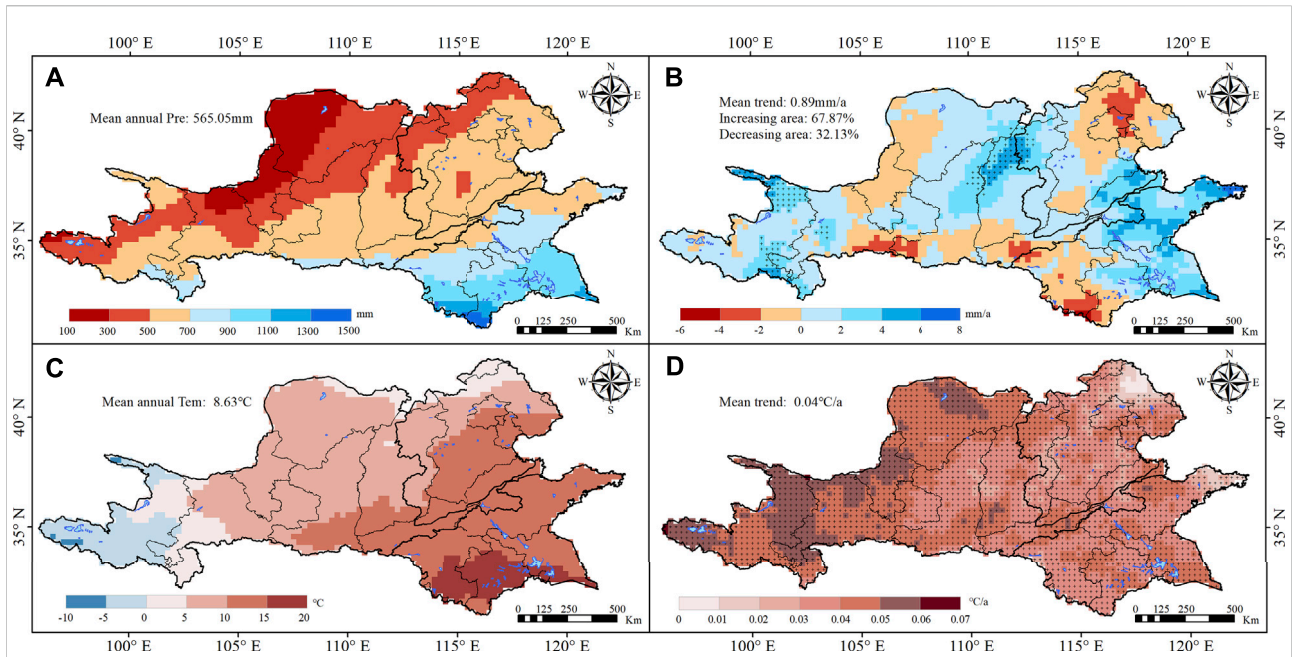 100° E 105° E 110° E 115° E 120° E 100° E 105° E 110° E 115° E 120° E
A
Mean annual Pre: 565.05mm
N
W E
S
40° N
35° N
100 300 500 700 900 1100 1300 1500 mm
0 125 250 500
Km
B
Mean trend: 0.89mm/a
Increasing area: 67.87%
Decreasing area: 32.13%
N
W E
S
40° N
35° N
-6 -4 -2 0 2 4 6 8 mm/a
0 125 250 500
Km
C
Mean annual Tem: 8.63℃
N
W E
S
40° N
35° N
-10 -5 0 5 10 15 20 ℃
0 125 250 500
Km
D
Mean trend: 0.04℃/a
N
W E
S
40° N
35° N
0 0.01 0.02 0.03 0.04 0.05 0.06 0.07 ℃/a
0 125 250 500
Km
100° E 105° E 110° E 115° E 120° E 100° E 105° E 110° E 115° E 120° E